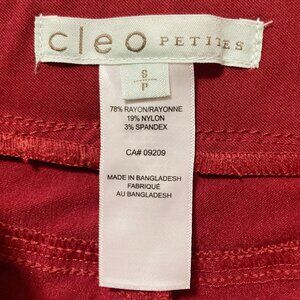 cleo PETITES
S
P
78% RAYON/RAYONNE
19% NYLON
3% SPANDEX
CA# 09209
MADE IN BANGLADESH
FABRIQUÉ
AU BANGLADESH